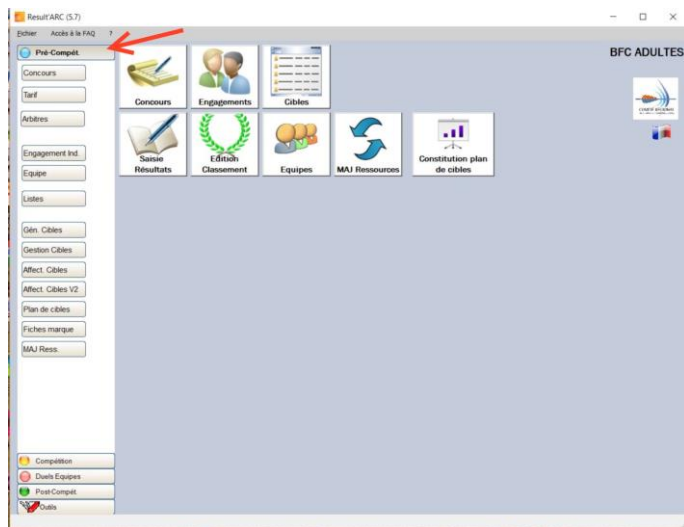 Result'ARC (5.7)
Fichier Accès à la FAQ ?
Pré-Compét.
BFC ADULTES
Concours
Tarif
Arbitres
Engagement Ind.
Equipe
Listes
Gén. Cibles
Gestion Cibles
Affect. Cibles
Affect. Cibles V2
Plan de cibles
Fiches marque
MAJ Ress.
Concours Engagements Cibles
Saisie Résultats
Edition Classement
Equipes
MAJ Ressources
Constitution plan de cibles
Compétition
Duels Equipes
Post-Compét.
Outils